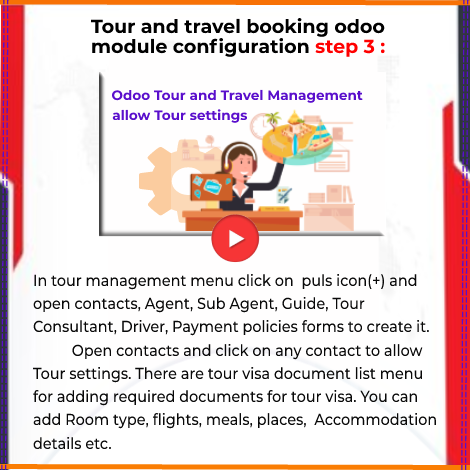 Tour and travel booking odoo
module configuration step 3 :
Odoo Tour and Travel Management
allow Tour settings
In tour management menu click on  puls icon(+) and
open contacts, Agent, Sub Agent, Guide, Tour
Consultant, Driver, Payment policies forms to create it.
Open contacts and click on any contact to allow
Tour settings. There are tour visa document list menu
for adding required documents for tour visa. You can
add Room type, flights, meals, places,  Accommodation
details etc.